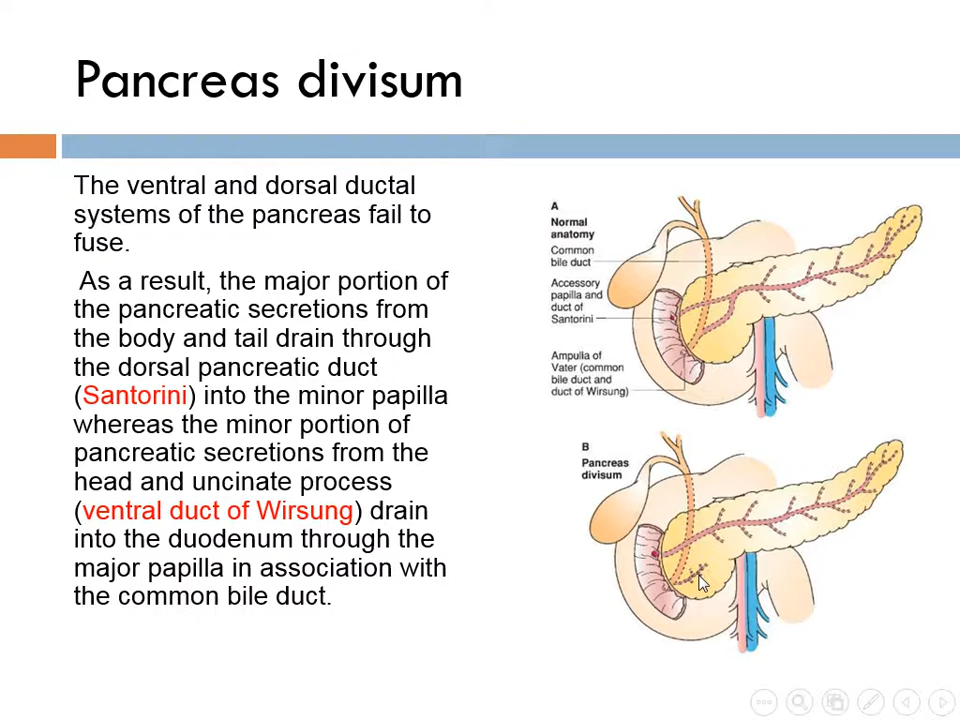 Pancreas divisum
The ventral and dorsal ductal
systems of the pancreas fail to
fuse.
As a result, the major portion of
the pancreatic secretions from
the body and tail drain through
the dorsal pancreatic duct
(Santorini) into the minor papilla
whereas the minor portion of
pancreatic secretions from the
head and uncinate process
(ventral duct of Wirsung) drain
into the duodenum through the
major papilla in association with
the common bile duct.
A
Normal
anatomy
Common
bile duct
Accessory
papilla and
duct of
Santorini
Ampulla of
Vater (common
bile duct and
duct of Wirsung)
B
Pancreas
divisum